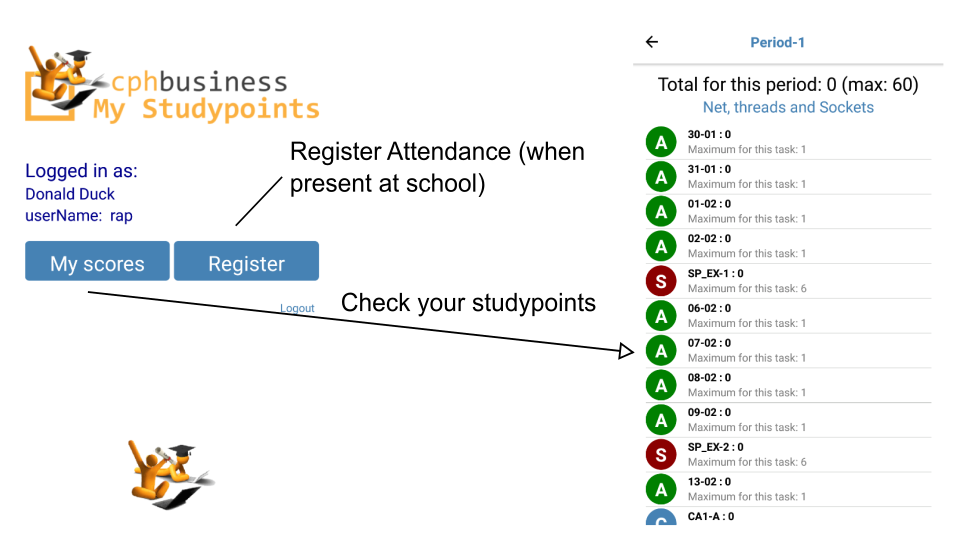 cphbusiness
My Studypoints
Logged in as:
Donald Duck
userName: rap
My scores
Register
Logout
Register Attendance (when
present at school)
Check your studypoints
Period-1
Total for this period: 0 (max: 60)
Net, threads and Sockets
A
30-01 : 0
Maximum for this task: 1
A
31-01 : 0
Maximum for this task: 1
A
01-02 : 0
Maximum for this task: 1
A
02-02 : 0
Maximum for this task: 1
S
SP_EX-1 : 0
Maximum for this task: 6
A
06-02 : 0
Maximum for this task: 1
A
07-02 : 0
Maximum for this task: 1
A
08-02 : 0
Maximum for this task: 1
A
09-02 : 0
Maximum for this task: 1
S
SP_EX-2 : 0
Maximum for this task: 6
A
13-02 : 0
Maximum for this task: 1
C
CA1-A : 0